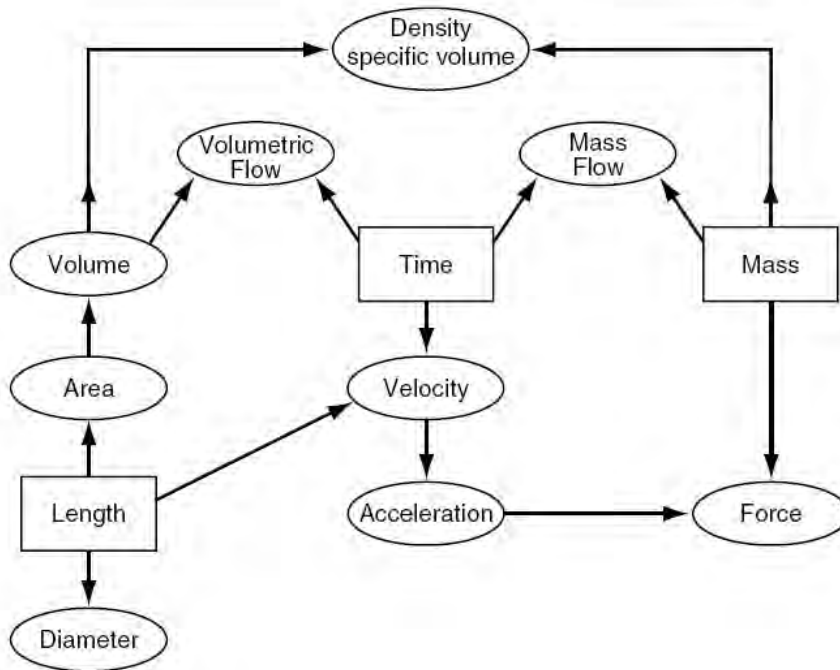 Density
specific volume
Volumetric
Flow
Mass
Flow
Volume
Time
Mass
Area
Velocity
Length
Acceleration
Force
Diameter